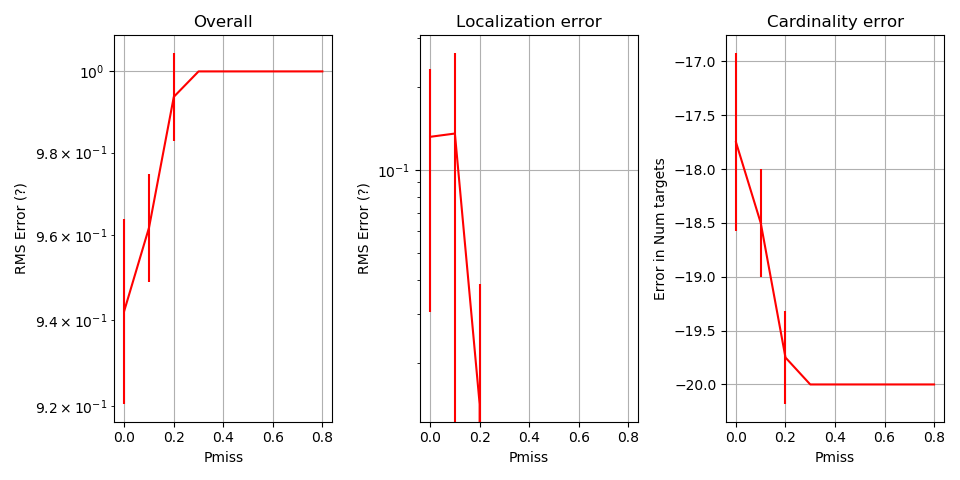 Overall
RMS Error (?)
10⁰
9.8 × 10⁻¹
9.6 × 10⁻¹
9.4 × 10⁻¹
9.2 × 10⁻¹
0.0 0.2 0.4 0.6 0.8
Pmiss
Localization error
RMS Error (?)
10⁻¹
0.0 0.2 0.4 0.6 0.8
Pmiss
Cardinality error
Error in Num targets
−17.0
−17.5
−18.0
−18.5
−19.0
−19.5
−20.0
0.0 0.2 0.4 0.6 0.8
Pmiss